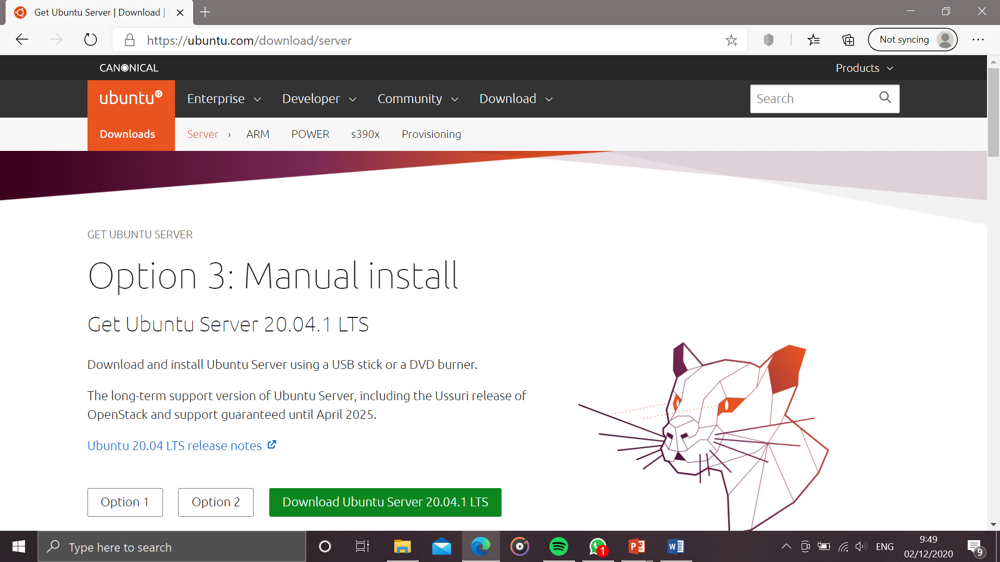 Get Ubuntu Server | Download |
https://ubuntu.com/download/server
Not syncing
CANONICAL
Products
ubuntu
Enterprise
Developer
Community
Download
Search
Downloads
Server
ARM
POWER
s390x
Provisioning
GET UBUNTU SERVER
Option 3: Manual install
Get Ubuntu Server 20.04.1 LTS
Download and install Ubuntu Server using a USB stick or a DVD burner.
The long-term support version of Ubuntu Server, including the Ussuri release of
OpenStack and support guaranteed until April 2025.
Ubuntu 20.04 LTS release notes
Option 1
Option 2
Download Ubuntu Server 20.04.1 LTS
Type here to search
1
ENG
9:49
02/12/2020
9